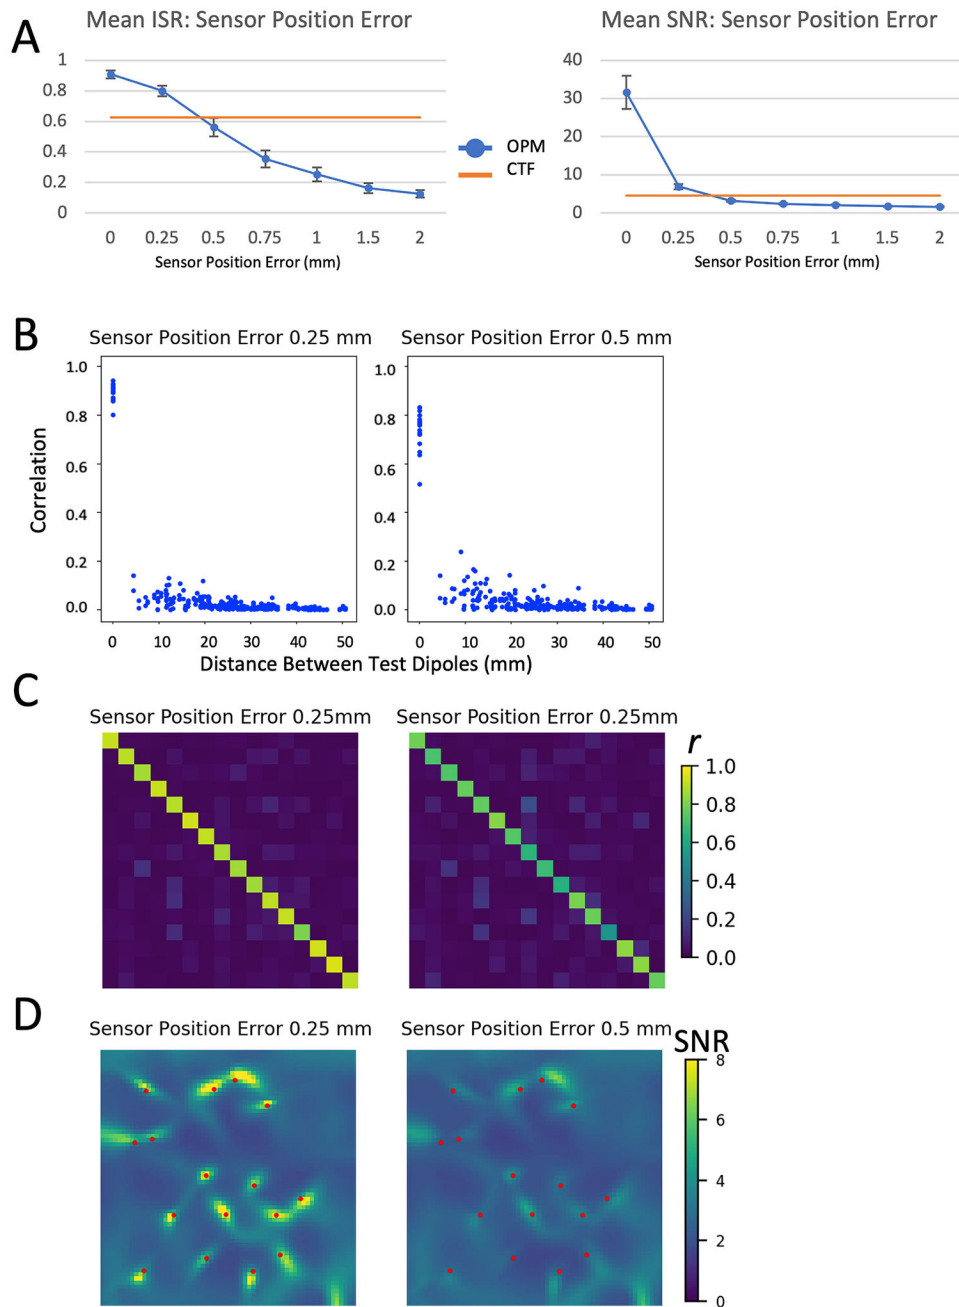 A
Mean ISR: Sensor Position Error
1
0.8
0.6
0.4
0.2
0
0 0.25 0.5 0.75 1 1.5 2
Sensor Position Error (mm)
OPM
CTF
Mean SNR: Sensor Position Error
40
30
20
10
0
0 0.25 0.5 0.75 1 1.5 2
Sensor Position Error (mm)
B
Sensor Position Error 0.25 mm
Sensor Position Error 0.5 mm
Correlation
1.0
0.8
0.6
0.4
0.2
0.0
0 10 20 30 40 50
1.0
0.8
0.6
0.4
0.2
0.0
0 10 20 30 40 50
Distance Between Test Dipoles (mm)
C
Sensor Position Error 0.25mm
Sensor Position Error 0.25mm
r
1.0
0.8
0.6
0.4
0.2
0.0
D
Sensor Position Error 0.25 mm
Sensor Position Error 0.5 mm
SNR
8
6
4
2
0